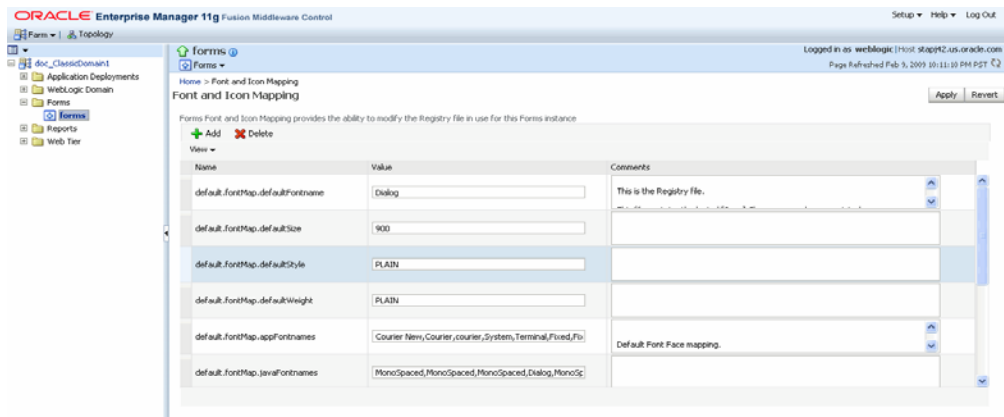 ORACLE Enterprise Manager 11g Fusion Middleware Control
Setup Help Log Out
Farm Topology
doc_ClassicDomain1
Application Deployments
WebLogic Domain
Forms
forms
Reports
Web Tier
forms
Forms
Logged in as weblogic | Host stapj42.us.oracle.com
Page Refreshed Feb 9, 2009 10:11:10 PM PST
Home > Font and Icon Mapping
Font and Icon Mapping
Apply Revert
Forms Font and Icon Mapping provides the ability to modify the Registry file in use for this Forms instance
Add Delete
View
Name Value Comments
default.fontMap.defaultFontname Dialog This is the Registry file.
default.fontMap.defaultSize 900
default.fontMap.defaultStyle PLAIN
default.fontMap.defaultWeight PLAIN
default.fontMap.appFontnames Courier New,Courier,courier,System,Terminal,Fixed, Default Font Face mapping.
default.fontMap.javaFontnames MonoSpaced,MonoSpaced,MonoSpaced,Dialog,MonoSp